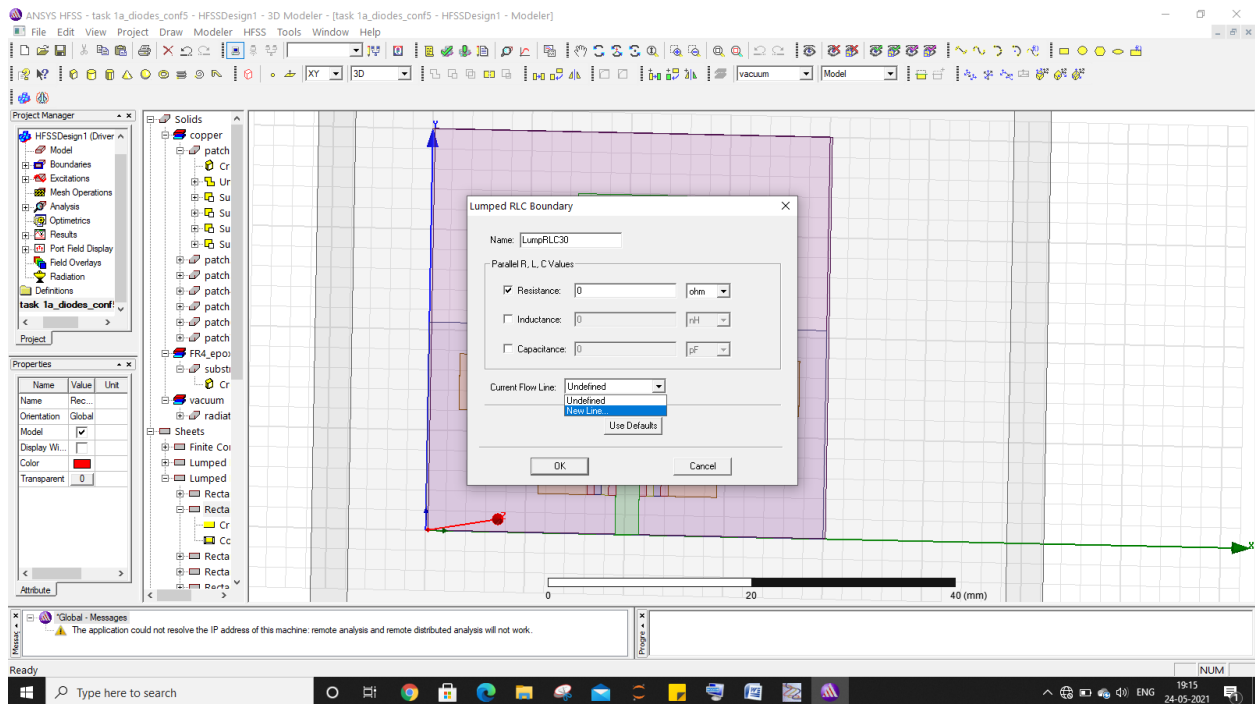 ANSYS HFSS - task 1a_diodes_conf5 - HFSSDesign1 - 3D Modeler - [task 1a_diodes_conf5 - HFSSDesign1 - Modeler]
File Edit View Project Draw Modeler HFSS Tools Window Help
XY 3D vacuum Model
Project Manager
HFSSDesign1 (Driver
Model
Boundaries
Excitations
Mesh Operations
Analysis
Optimetrics
Results
Port Field Display
Field Overlays
Radiation
Definitions
task 1a_diodes_conf!
Project
Properties
Name Value Unit
Name Rec...
Orientation Global
Model
Display Wi...
Color
Transparent 0
Attribute
Solids
copper
patch
Cr
Ur
Su
Su
Su
Su
patch
patch
patch
patch
patch
patch
FR4_epox
substr
Cr
vacuum
radiat
Sheets
Finite Cor
Lumped
Lumped
Recta
Recta
Cr
Cc
Recta
Recta
Recta
Y
Lumped RLC Boundary
Name: LumpRLC30
Parallel R, L, C Values
Resistance: 0 ohm
Inductance: 0 nH
Capacitance: 0 pF
Current Flow Line: Undefined
Undefined
New Line...
Use Defaults
OK Cancel
Z
X
0 20 40 (mm)
Messac
*Global - Messages
The application could not resolve the IP address of this machine: remote analysis and remote distributed analysis will not work.
Progre
Ready
NUM
Type here to search
ENG
19:15
24-05-2021
1